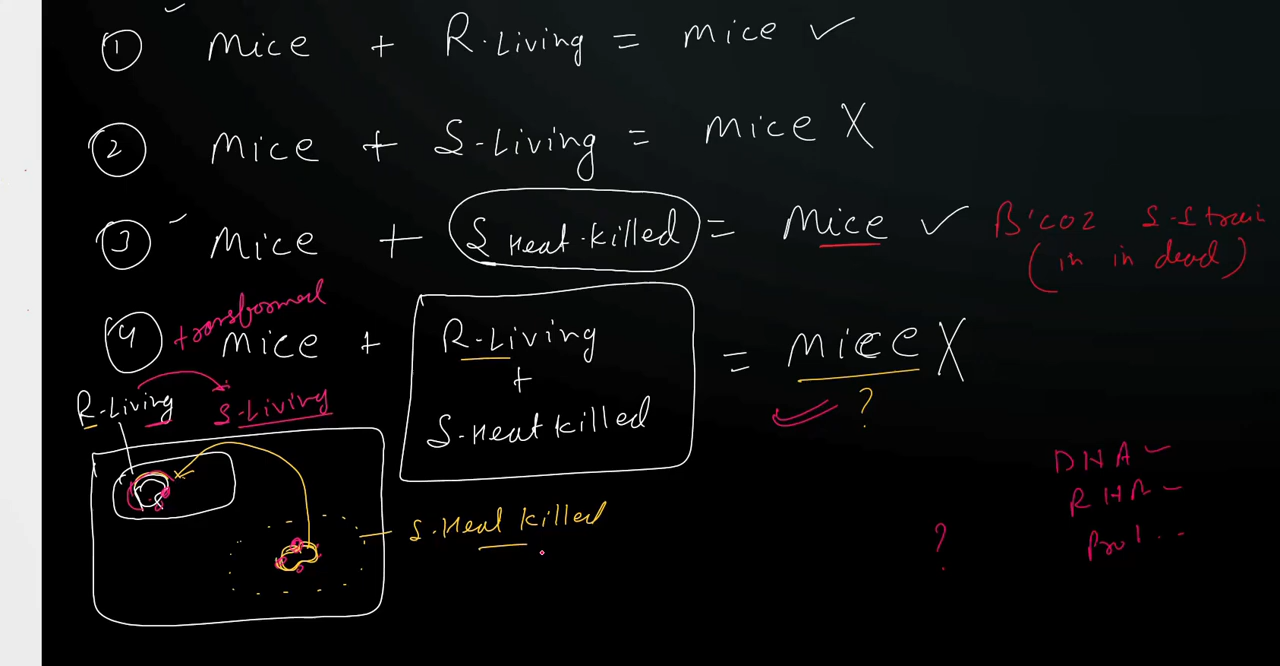 ① mice + R-Living = mice ✓
② mice + S-Living = mice X
③ mice + S Heat-killed = mice ✓ B'coz S-Strain
(in in dead)
transformed
④ mice + R-Living + S-Heat killed = mice X
?
R-Living S-Living
S-Heat killed
DNA ✓
RNA ✓
?